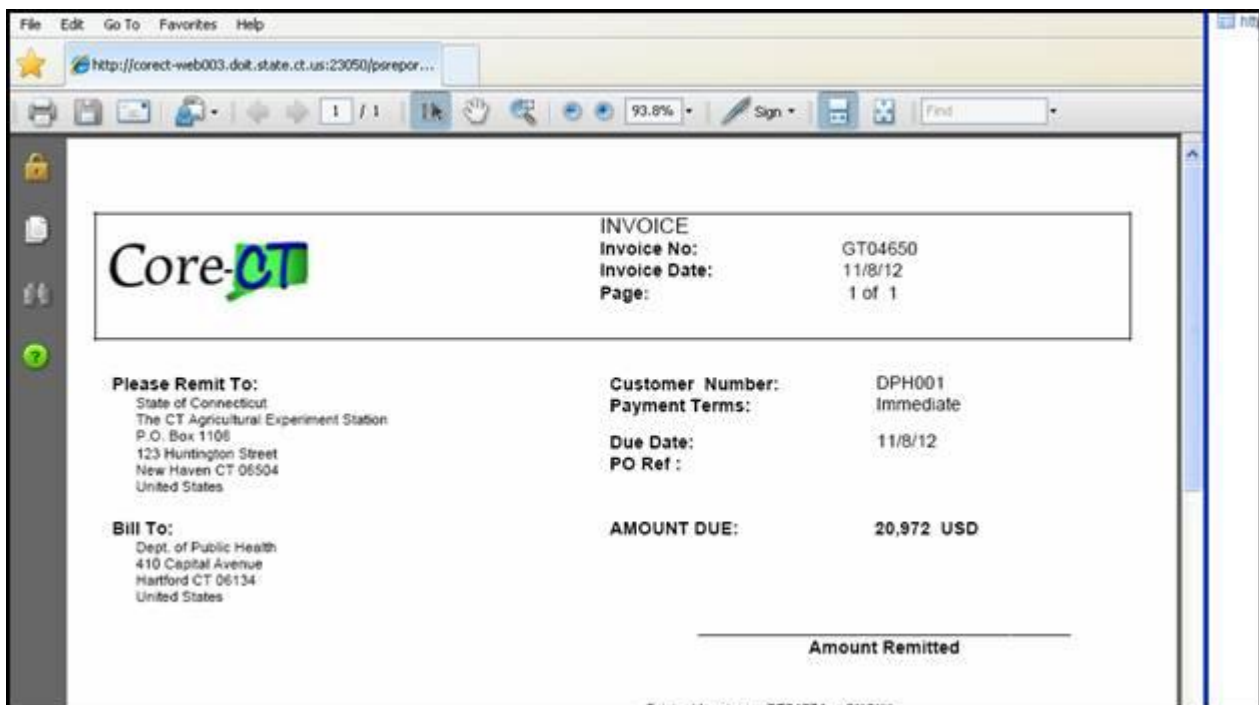 File Edit Go To Favorites Help
http://corect-web003.doit.state.ct.us:23050/psrepor...
1 / 1 93.8% Sign Find
Core-CT
INVOICE
Invoice No: GT04650
Invoice Date: 11/8/12
Page: 1 of 1
Please Remit To:
State of Connecticut
The CT Agricultural Experiment Station
P.O. Box 1106
123 Huntington Street
New Haven CT 06504
United States
Customer Number: DPH001
Payment Terms: Immediate
Due Date: 11/8/12
PO Ref :
Bill To:
Dept. of Public Health
410 Capital Avenue
Hartford CT 06134
United States
AMOUNT DUE: 20,972 USD
Amount Remitted